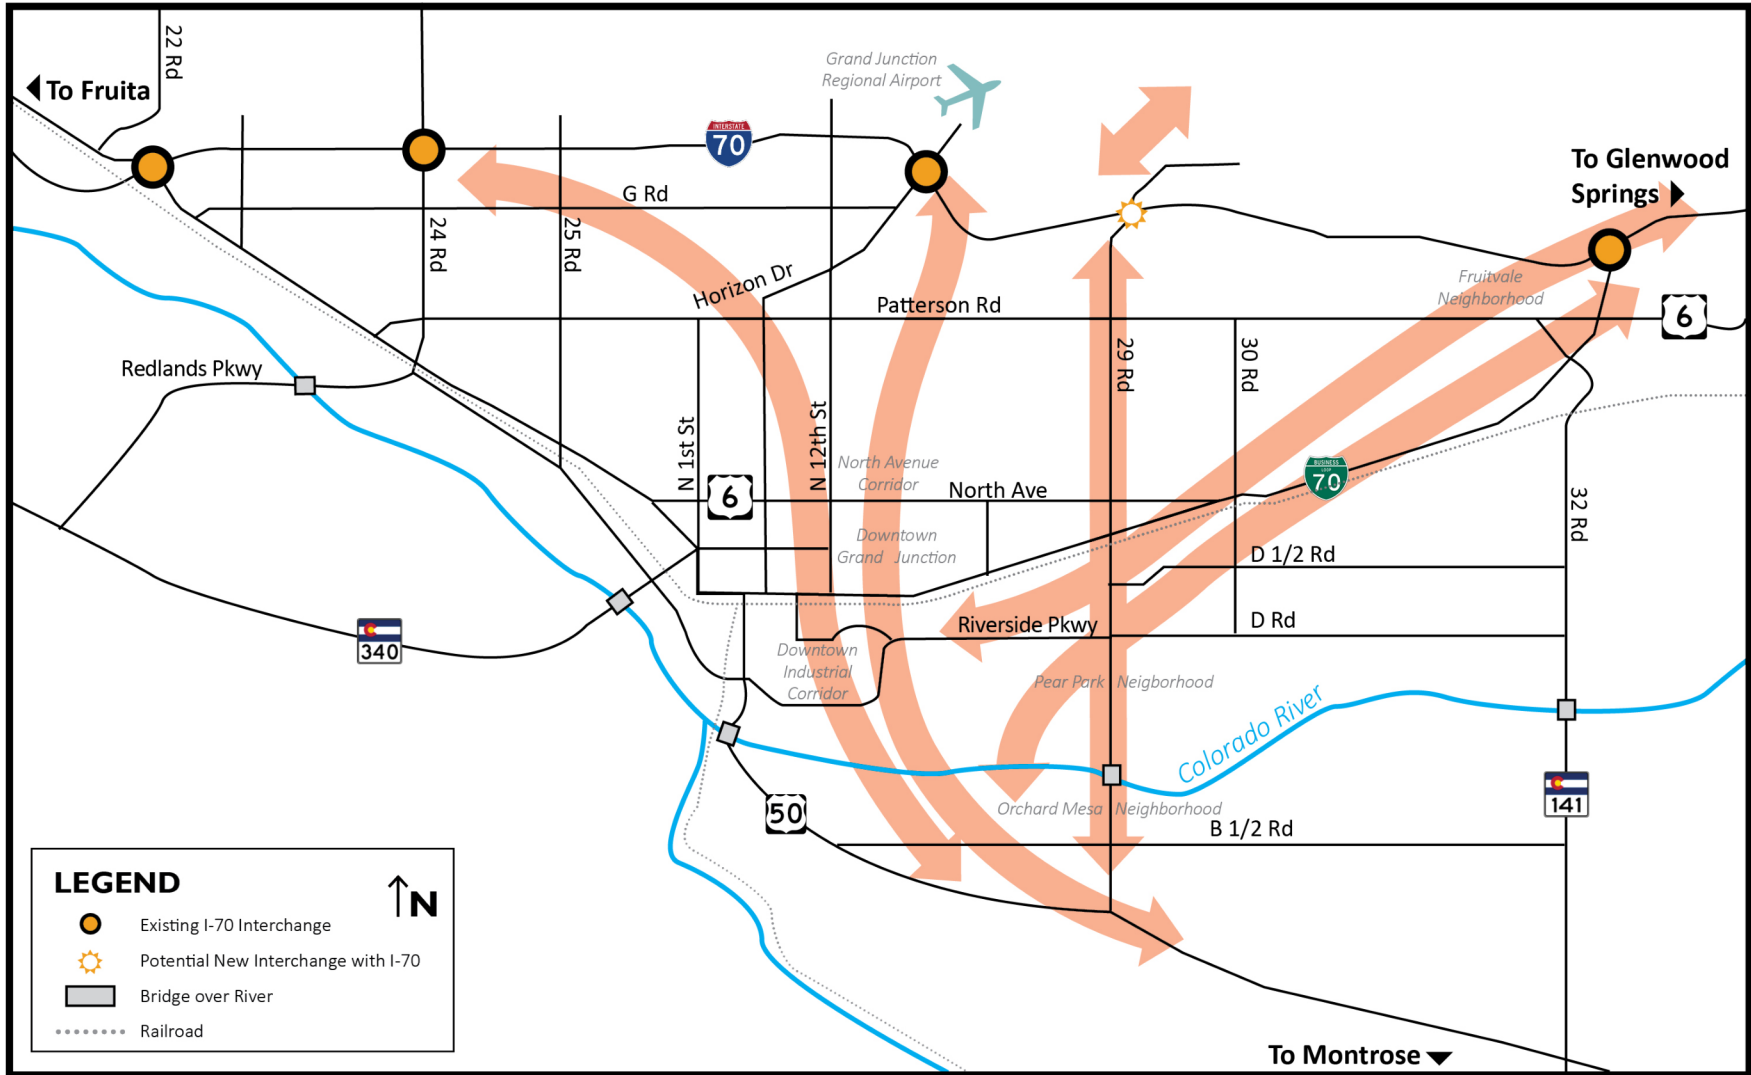 22 Rd
To Fruita
Grand Junction
Regional Airport
INTERSTATE
70
To Glenwood
Springs
G Rd
24 Rd
25 Rd
Horizon Dr
Patterson Rd
Fruitvale
Neighborhood
6
Redlands Pkwy
29 Rd
30 Rd
N 1st St
N 12th St
6
North Avenue
Corridor
North Ave
BUSINESS
LOOP
70
32 Rd
Downtown
Grand Junction
D 1/2 Rd
340
Riverside Pkwy
D Rd
Downtown
Industrial
Corridor
Pear Park Neigborhood
Colorado River
50
Orchard Mesa Neighborhood
141
B 1/2 Rd
LEGEND
N
Existing I-70 Interchange
Potential New Interchange with I-70
Bridge over River
Railroad
To Montrose